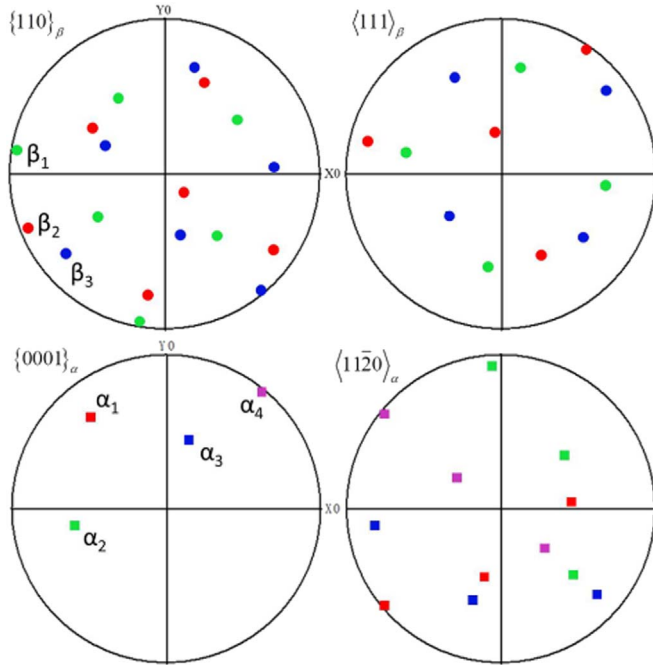 {110}β
Y0
⟨111⟩β
β₁
X0
β₂
β₃
{0001}α
Y0
⟨112̄0⟩α
α₁
α₄
α₃
X0
α₂